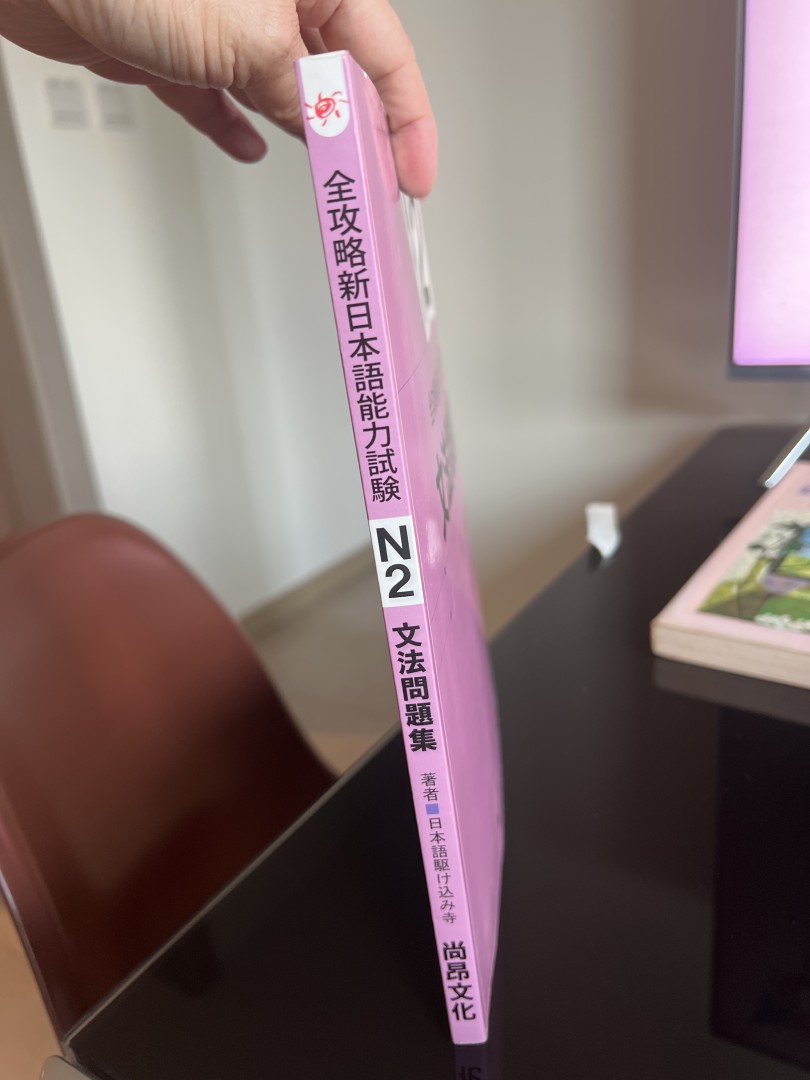 全攻略新日本語能力試験
N2
文法問題集
著者■日本語駆け込み寺
尚昂文化